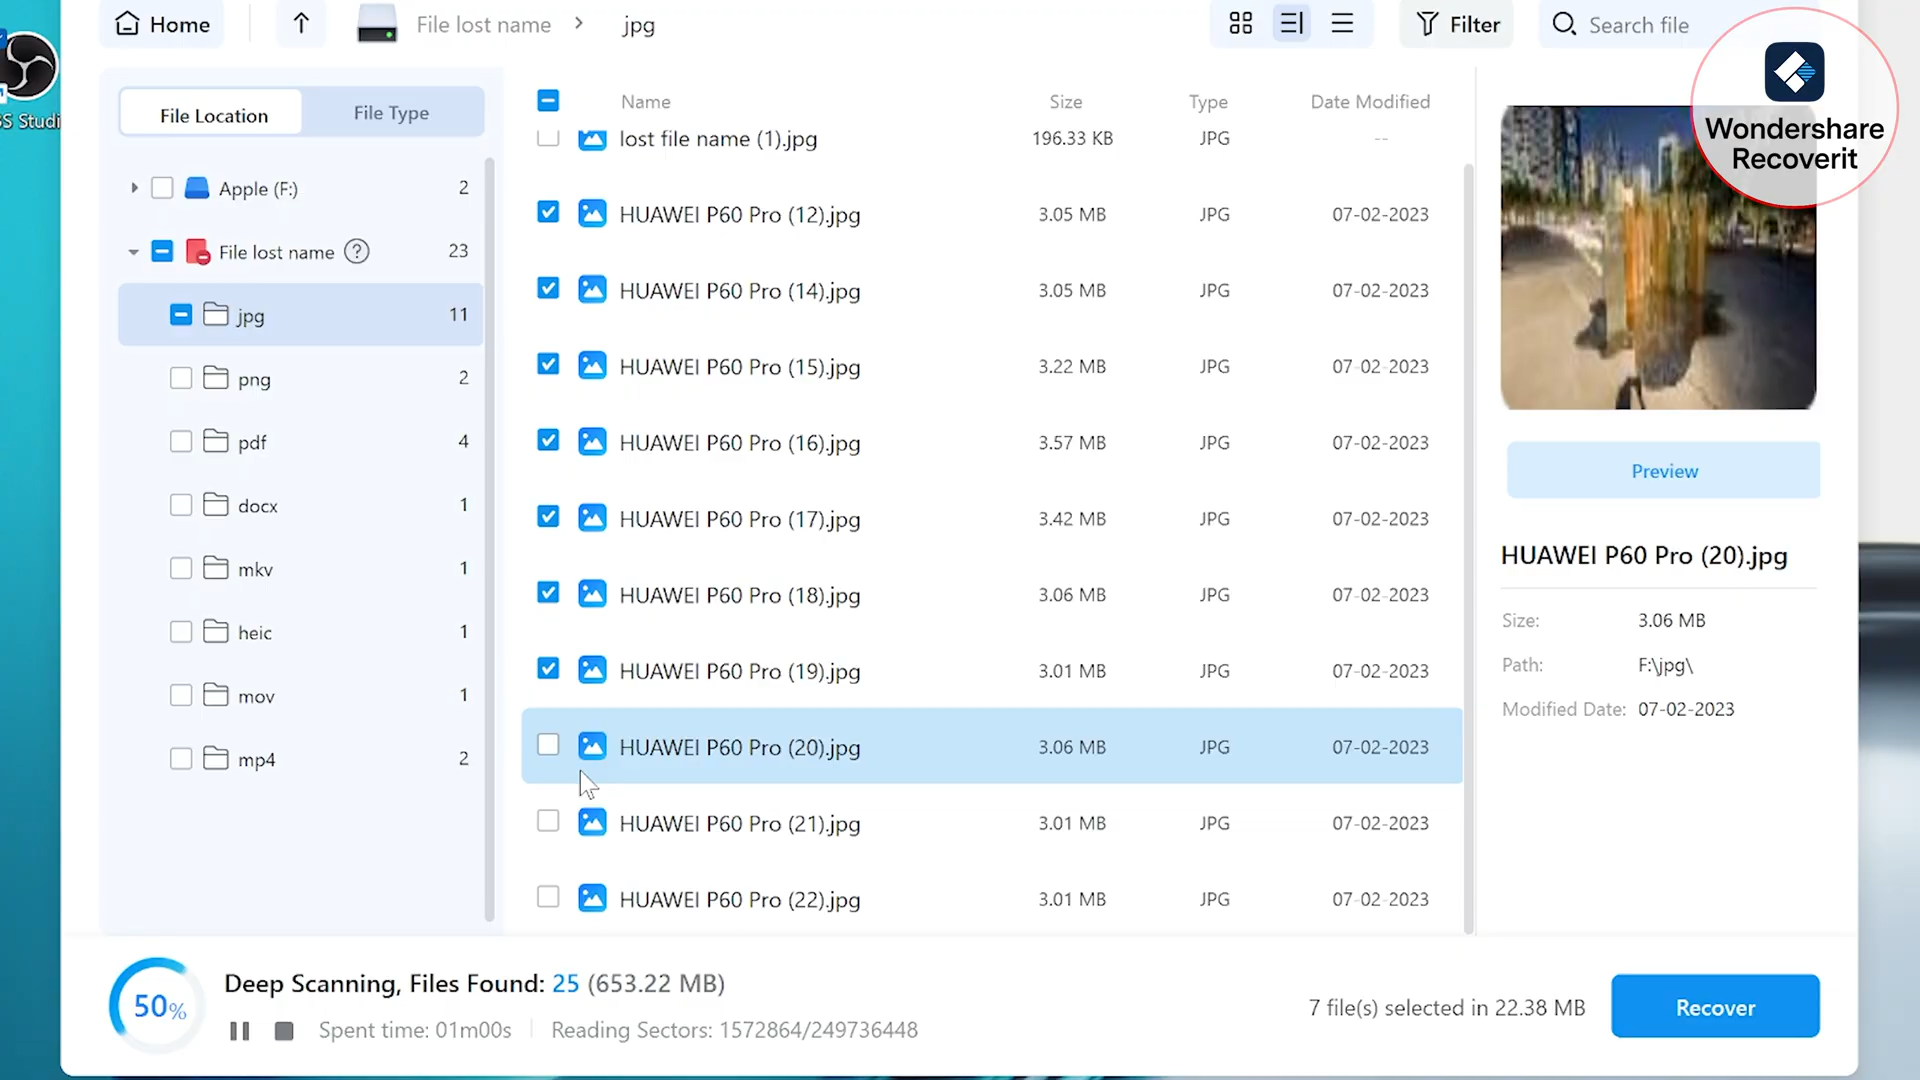 Home
File lost name
jpg
Filter
Search file
Wondershare
Recoverit
S Studi
File Location
File Type
Apple (F:)
2
File lost name
?
23
jpg
11
png
2
pdf
4
docx
1
mkv
1
heic
1
mov
1
mp4
2
Name Size Type Date Modified
lost file name (1).jpg 196.33 KB JPG --
HUAWEI P60 Pro (12).jpg 3.05 MB JPG 07-02-2023
HUAWEI P60 Pro (14).jpg 3.05 MB JPG 07-02-2023
HUAWEI P60 Pro (15).jpg 3.22 MB JPG 07-02-2023
HUAWEI P60 Pro (16).jpg 3.57 MB JPG 07-02-2023
HUAWEI P60 Pro (17).jpg 3.42 MB JPG 07-02-2023
HUAWEI P60 Pro (18).jpg 3.06 MB JPG 07-02-2023
HUAWEI P60 Pro (19).jpg 3.01 MB JPG 07-02-2023
HUAWEI P60 Pro (20).jpg 3.06 MB JPG 07-02-2023
HUAWEI P60 Pro (21).jpg 3.01 MB JPG 07-02-2023
HUAWEI P60 Pro (22).jpg 3.01 MB JPG 07-02-2023
Preview
HUAWEI P60 Pro (20).jpg
Size: 3.06 MB
Path: F:\jpg\
Modified Date: 07-02-2023
50%
Deep Scanning, Files Found: 25 (653.22 MB)
Spent time: 01m00s
Reading Sectors: 1572864/249736448
7 file(s) selected in 22.38 MB
Recover